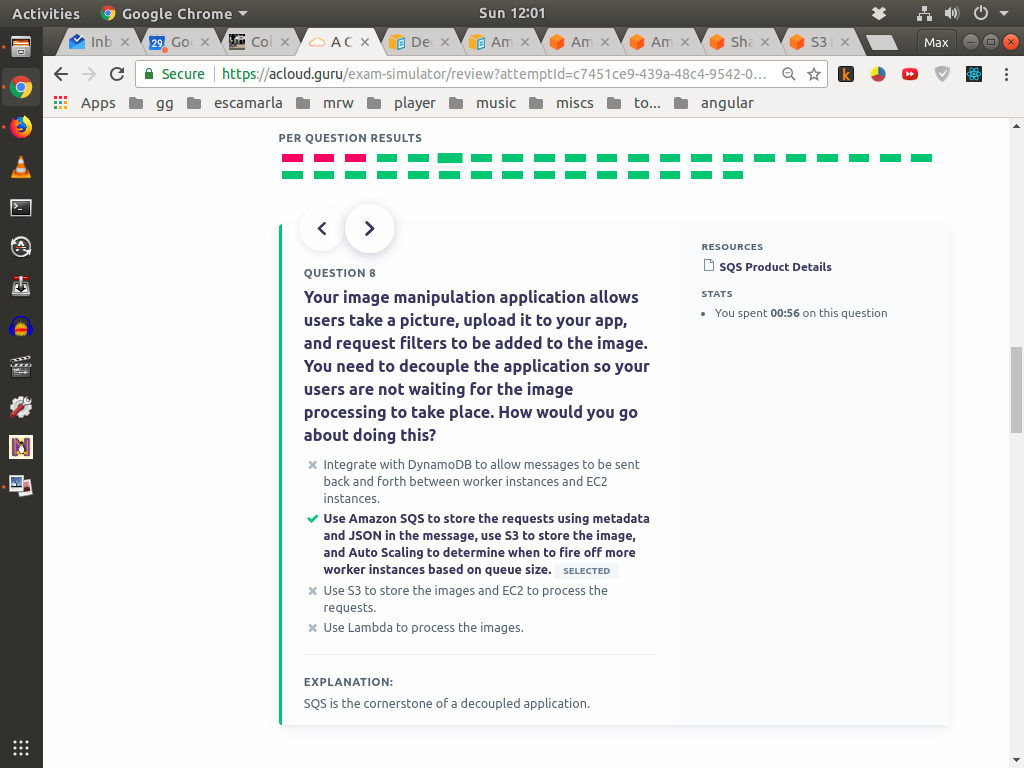 Activities
Google Chrome
Sun 12:01
Inb
29
Goo
Col
A C
De
Am
Am
Am
Sha
S3
Max
Secure
https://acloud.guru/exam-simulator/review?attemptId=c7451ce9-439a-48c4-9542-0...
Apps
gg
escamarla
mrw
player
music
miscs
to...
angular
PER QUESTION RESULTS
QUESTION 8
Your image manipulation application allows
users take a picture, upload it to your app,
and request filters to be added to the image.
You need to decouple the application so your
users are not waiting for the image
processing to take place. How would you go
about doing this?
Integrate with DynamoDB to allow messages to be sent
back and forth between worker instances and EC2
instances.
Use Amazon SQS to store the requests using metadata
and JSON in the message, use S3 to store the image,
and Auto Scaling to determine when to fire off more
worker instances based on queue size. SELECTED
Use S3 to store the images and EC2 to process the
requests.
Use Lambda to process the images.
EXPLANATION:
SQS is the cornerstone of a decoupled application.
RESOURCES
SQS Product Details
STATS
You spent 00:56 on this question